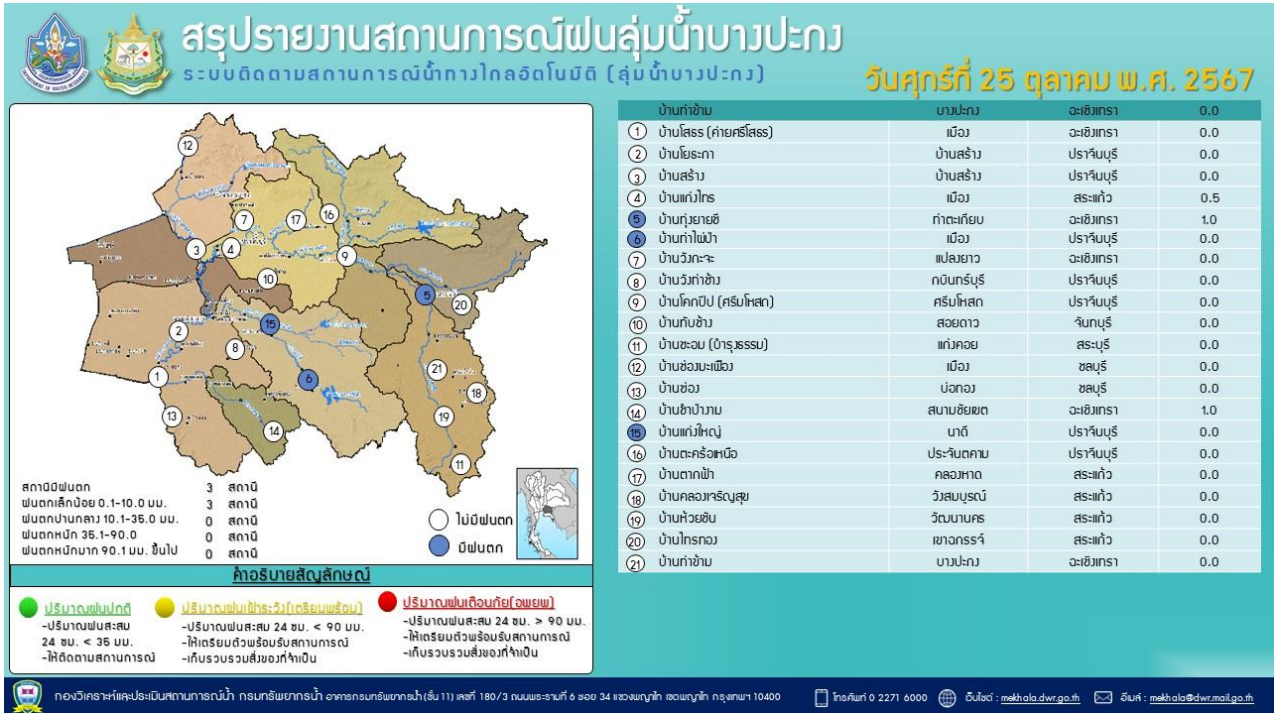 สรุปรายงานสถานการณ์ฝนลุ่มน้ำบางปะกง
ระบบติดตามสถานการณ์น้ำทางไกลอัตโนมัติ (ลุ่มน้ำบางปะกง)
วันศุกร์ที่ 25 ตุลาคม พ.ศ. 2567
บ้านท่าข้าม บางปะกง ฉะเชิงเทรา 0.0
1 บ้านโสธร (ค่ายศรีโสธร) เมือง ฉะเชิงเทรา 0.0
2 บ้านโยธะกา บ้านสร้าง ปราจีนบุรี 0.0
3 บ้านสร้าง บ้านสร้าง ปราจีนบุรี 0.0
4 บ้านแก่งไทร เมือง สระแก้ว 0.5
5 บ้านทุ่งยายชี ท่าตะเกียบ ฉะเชิงเทรา 1.0
6 บ้านท่าไผ่ป่า เมือง ปราจีนบุรี 0.0
7 บ้านวังกะจะ แปลงยาว ฉะเชิงเทรา 0.0
8 บ้านวังท่าช้าง กบินทร์บุรี ปราจีนบุรี 0.0
9 บ้านโคกปีป (ศรีมโหสถ) ศรีมโหสถ ปราจีนบุรี 0.0
10 บ้านทับช้าง สอยดาว จันทบุรี 0.0
11 บ้านชะอม (บำรุงธรรม) แก่งคอย สระบุรี 0.0
12 บ้านช่องมะเฟือง เมือง ชลบุรี 0.0
13 บ้านช่อง บ่อทอง ชลบุรี 0.0
14 บ้านชำป่างาม สนามชัยเขต ฉะเชิงเทรา 1.0
15 บ้านแก่งใหญ่ นาดี ปราจีนบุรี 0.0
16 บ้านตะคร้อเหนือ ประจันตคาม ปราจีนบุรี 0.0
17 บ้านตากฟ้า คลองหาด สระแก้ว 0.0
18 บ้านคลองเจริญสุข วังสมบูรณ์ สระแก้ว 0.0
19 บ้านห้วยชัน วัฒนานคร สระแก้ว 0.0
20 บ้านไทรทอง เขาฉกรรจ์ สระแก้ว 0.0
21 บ้านท่าข้าม บางปะกง ฉะเชิงเทรา 0.0
12
7 17 16
3 4 9
10
5 20
15
2
8
21
1 6
18
13 19
14
11
สถานีมีฝนตก 3 สถานี
ฝนตกเล็กน้อย 0.1-10.0 มม. 3 สถานี
ฝนตกปานกลาง 10.1-35.0 มม. 0 สถานี
ฝนตกหนัก 35.1-90.0 0 สถานี
ฝนตกหนักมาก 90.1 มม. ขึ้นไป 0 สถานี
ไม่มีฝนตก
มีฝนตก
คำอธิบายสัญลักษณ์
ปริมาณฝนปกติ
-ปริมาณฝนสะสม
24 ชม. < 35 มม.
-ให้ติดตามสถานการณ์
ปริมาณฝนเฝ้าระวัง(เตรียมพร้อม)
-ปริมาณฝนสะสม 24 ชม. < 90 มม.
-ให้เตรียมตัวพร้อมรับสถานการณ์
-เก็บรวบรวมสิ่งของที่จำเป็น
ปริมาณฝนเตือนภัย(อพยพ)
-ปริมาณฝนสะสม 24 ชม. > 90 มม.
-ให้เตรียมตัวพร้อมรับสถานการณ์
-เก็บรวบรวมสิ่งของที่จำเป็น
กองวิเคราะห์และประเมินสถานการณ์น้ำ กรมทรัพยากรน้ำ อาคารกรมทรัพยากรน้ำ (ชั้น 11) เลขที่ 180/3 ถนนพระรามที่ 6 ซอย 34 แขวงพญาไท เขตพญาไท กรุงเทพฯ 10400 โทรศัพท์ 0 2271 6000 เว็บไซต์ : mekhala.dwr.go.th อีเมล์ : mekhala@dwr.mail.go.th